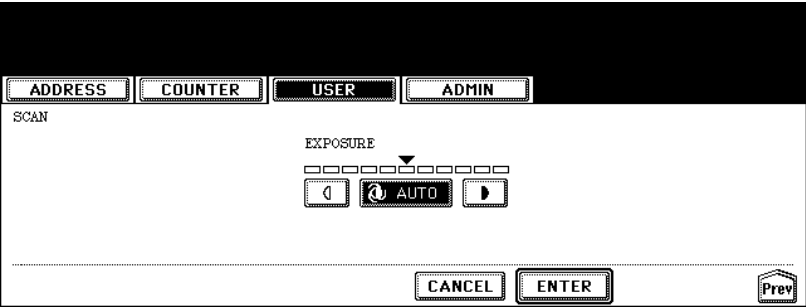 ADDRESS COUNTER USER ADMIN
SCAN
EXPOSURE
AUTO
CANCEL ENTER Prev